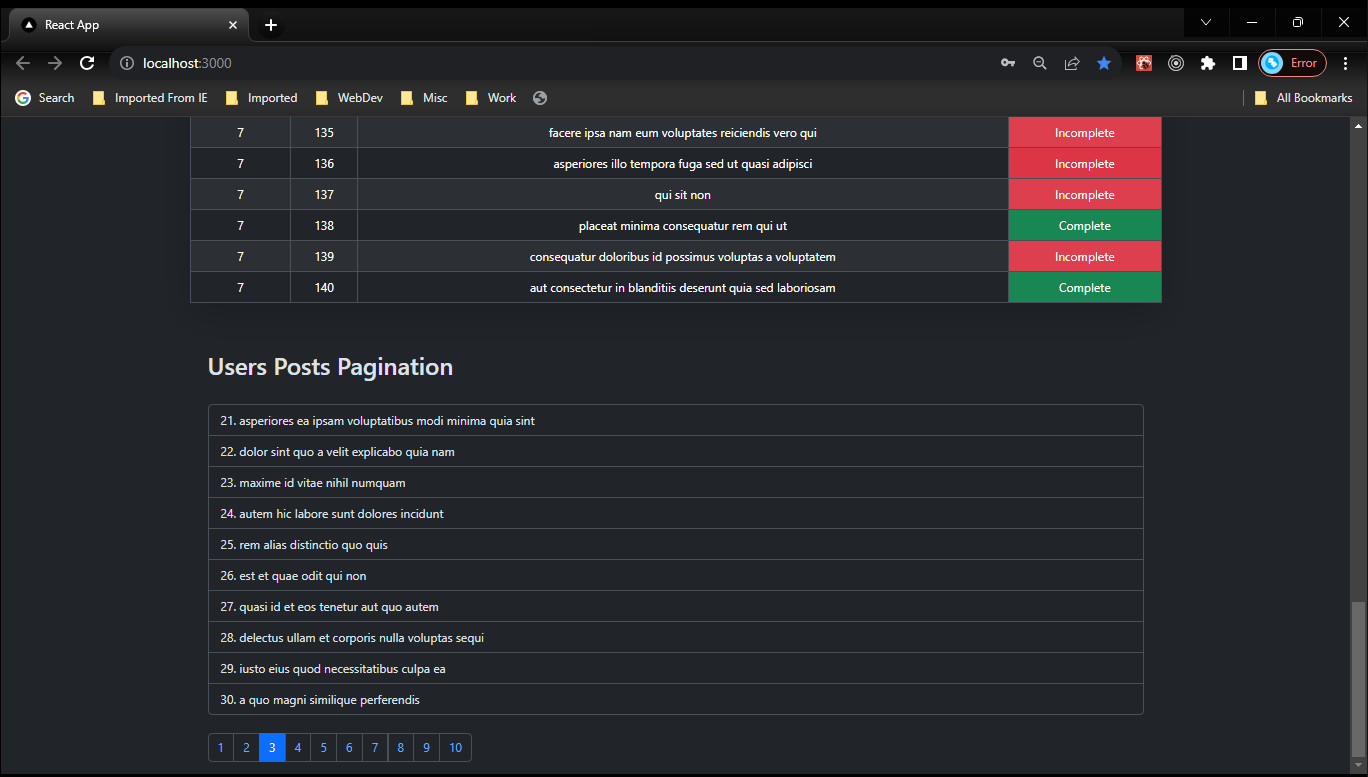 React App
localhost:3000
Error
Search Imported From IE Imported WebDev Misc Work All Bookmarks
7 135 facere ipsa nam eum voluptates reiciendis vero qui Incomplete
7 136 asperiores illo tempora fuga sed ut quasi adipisci Incomplete
7 137 qui sit non Incomplete
7 138 placeat minima consequatur rem qui ut Complete
7 139 consequatur doloribus id possimus voluptas a voluptatem Incomplete
7 140 aut consectetur in blanditiis deserunt quia sed laboriosam Complete
Users Posts Pagination
21. asperiores ea ipsam voluptatibus modi minima quia sint
22. dolor sint quo a velit explicabo quia nam
23. maxime id vitae nihil numquam
24. autem hic labore sunt dolores incidunt
25. rem alias distinctio quo quis
26. est et quae odit qui non
27. quasi id et eos tenetur aut quo autem
28. delectus ullam et corporis nulla voluptas sequi
29. iusto eius quod necessitatibus culpa ea
30. a quo magni similique perferendis
1 2 3 4 5 6 7 8 9 10